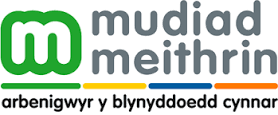 mudiad
meithrin
arbenigwyr y blynyddoedd cynnar